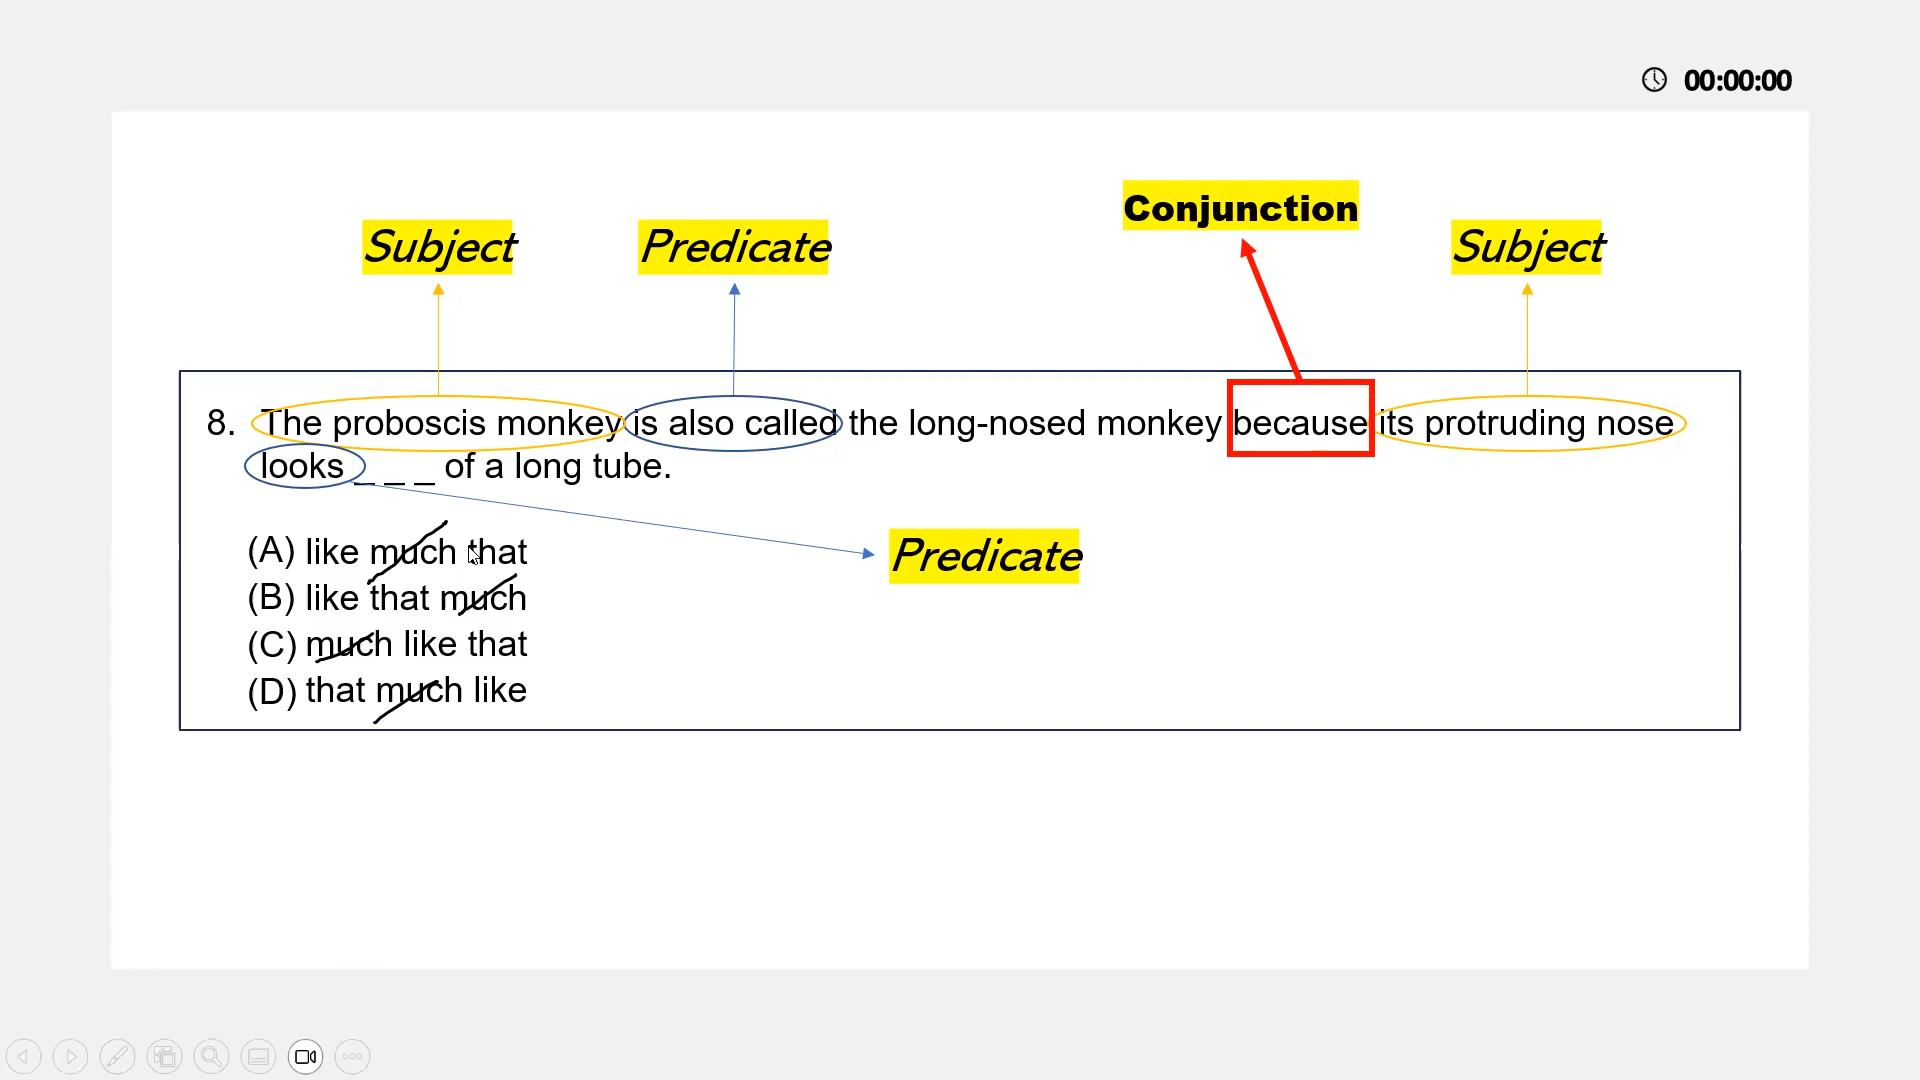 00:00:00
Conjunction
Subject Predicate Subject
8. The proboscis monkey is also called the long-nosed monkey because its protruding nose
looks _ _ _ of a long tube.
(A) like much that
Predicate
(B) like that much
(C) much like that
(D) that much like